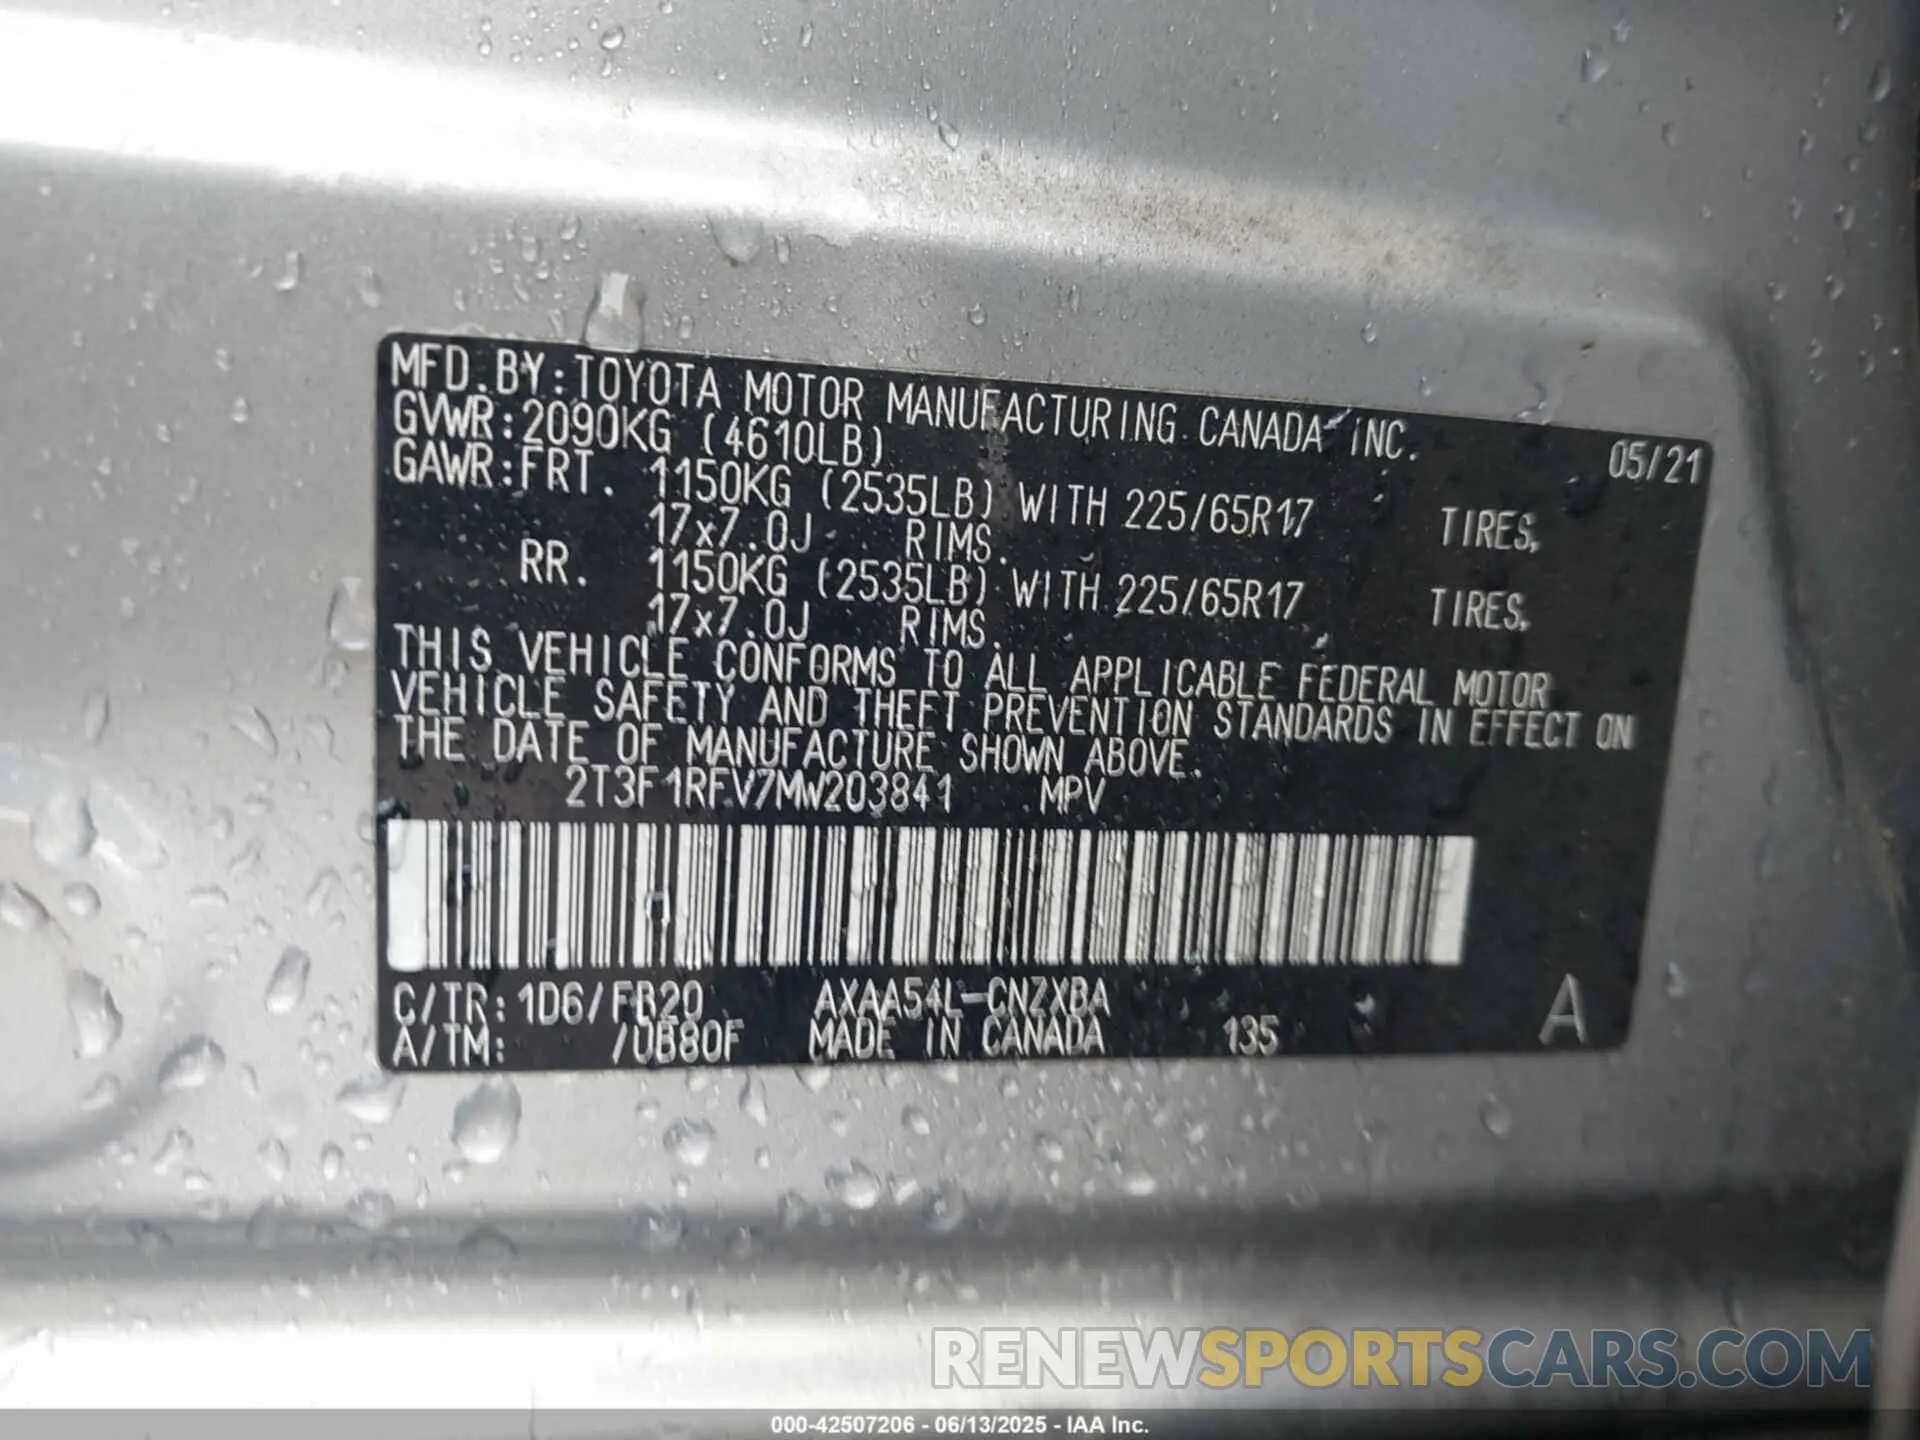 MFD.BY:TOYOTA MOTOR MANUFACTURING CANADA INC. 05/21
GVWR:2090KG (4610LB)
GAWR:FRT. 1150KG (2535LB) WITH 225/65R17 TIRES,
17x7.0J RIMS.
RR. 1150KG (2535LB) WITH 225/65R17 TIRES,
17x7.0J RIMS.
THIS VEHICLE CONFORMS TO ALL APPLICABLE FEDERAL MOTOR
VEHICLE SAFETY AND THEFT PREVENTION STANDARDS IN EFFECT ON
THE DATE OF MANUFACTURE SHOWN ABOVE.
2T3F1RFV7MW203841 MPV
C/TR:1D6/FB20 AXAA54L-CNZXBA
A/TM: /UB80F MADE IN CANADA 135 A
RENEWSPORTSCARS.COM
000-42507206 - 06/13/2025 - IAA Inc.